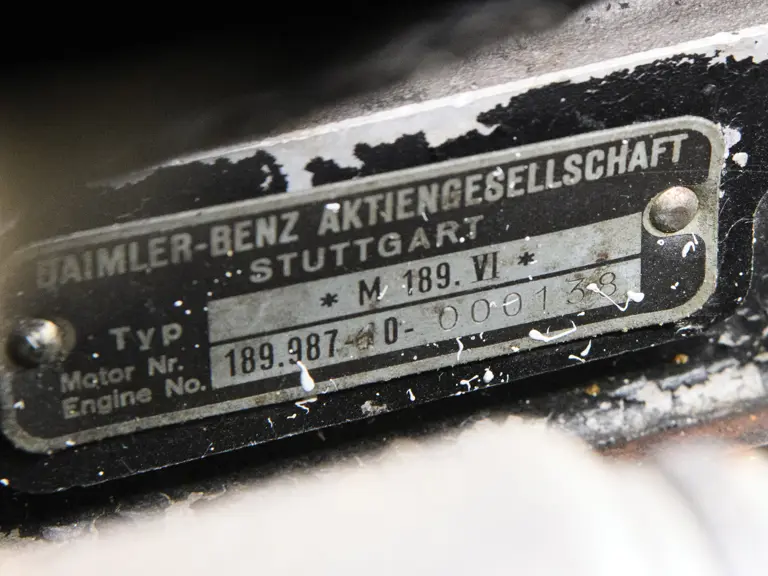 DAIMLER-BENZ AKTIENGESELLSCHAFT
STUTTGART
Typ * M 189. VI *
Motor Nr.
Engine No. 189.987-10-000138